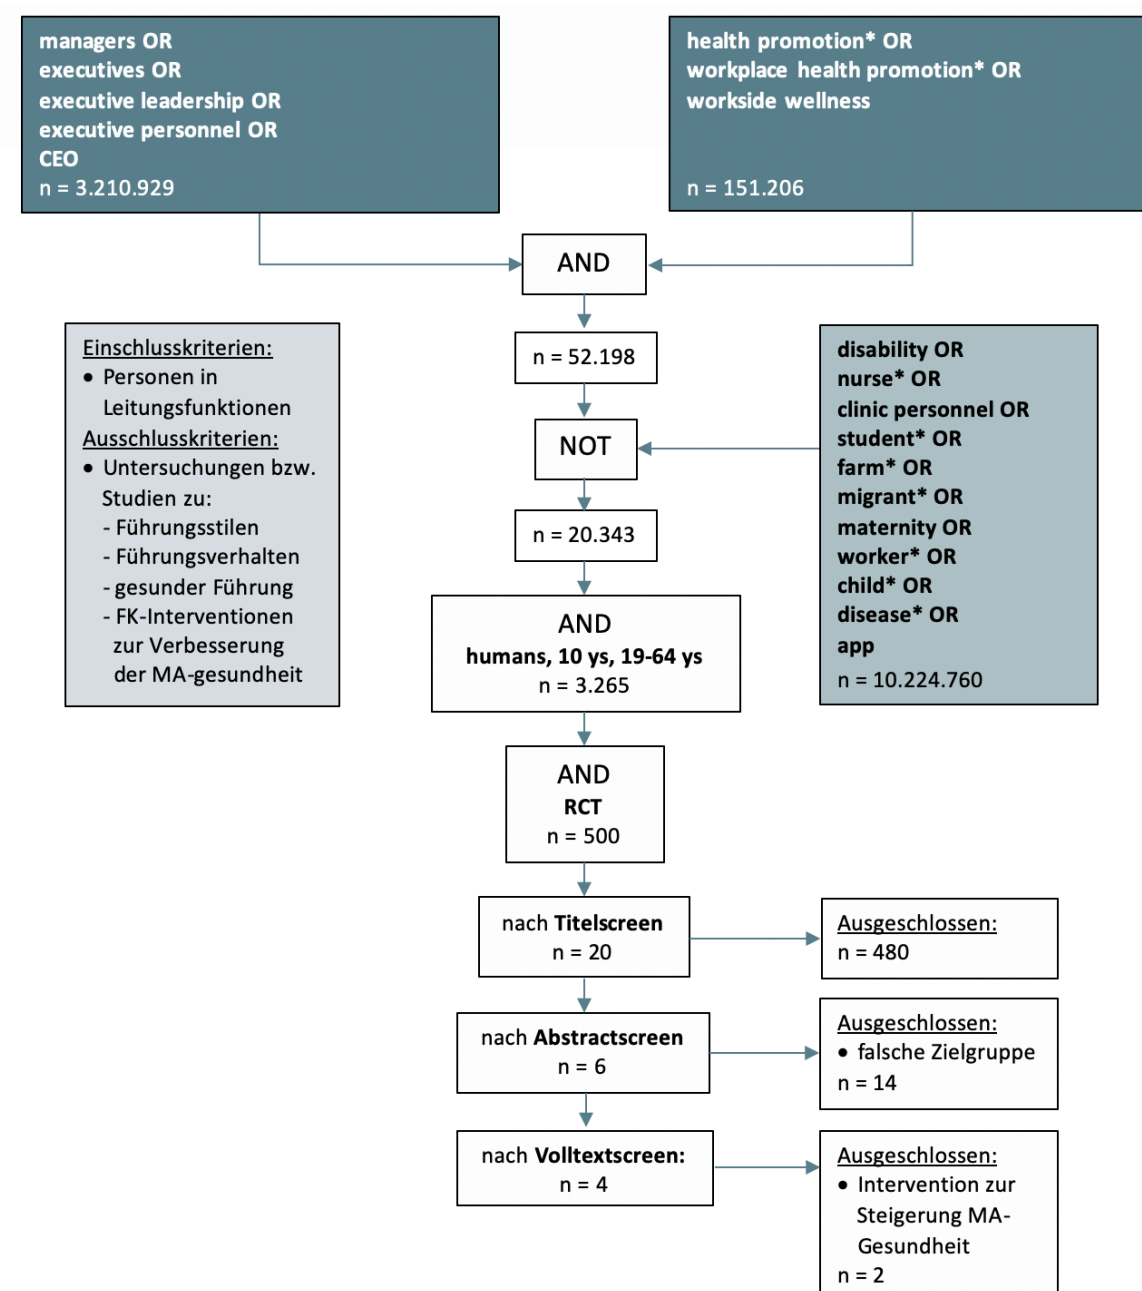 managers OR
executives OR
executive leadership OR
executive personnel OR
CEO
n = 3.210.929
health promotion* OR
workplace health promotion* OR
workside wellness
n = 151.206
AND
n = 52.198
Einschlusskriterien:
• Personen in
Leitungsfunktionen
Ausschlusskriterien:
• Untersuchungen bzw.
Studien zu:
- Führungsstilen
- Führungsverhalten
- gesunder Führung
- FK-Interventionen
zur Verbesserung
der MA-gesundheit
NOT
disability OR
nurse* OR
clinic personnel OR
student* OR
farm* OR
migrant* OR
maternity OR
worker* OR
child* OR
disease* OR
app
n = 10.224.760
n = 20.343
AND
humans, 10 ys, 19-64 ys
n = 3.265
AND
RCT
n = 500
nach Titelscreen
n = 20
Ausgeschlossen:
n = 480
nach Abstractscreen
n = 6
Ausgeschlossen:
• falsche Zielgruppe
n = 14
nach Volltextscreen:
n = 4
Ausgeschlossen:
• Intervention zur
Steigerung MA-
Gesundheit
n = 2